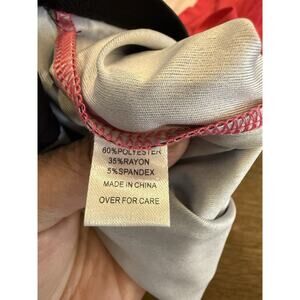 60%POLYESTER
35%RAYON
5%SPANDEX
MADE IN CHINA
OVER FOR CARE